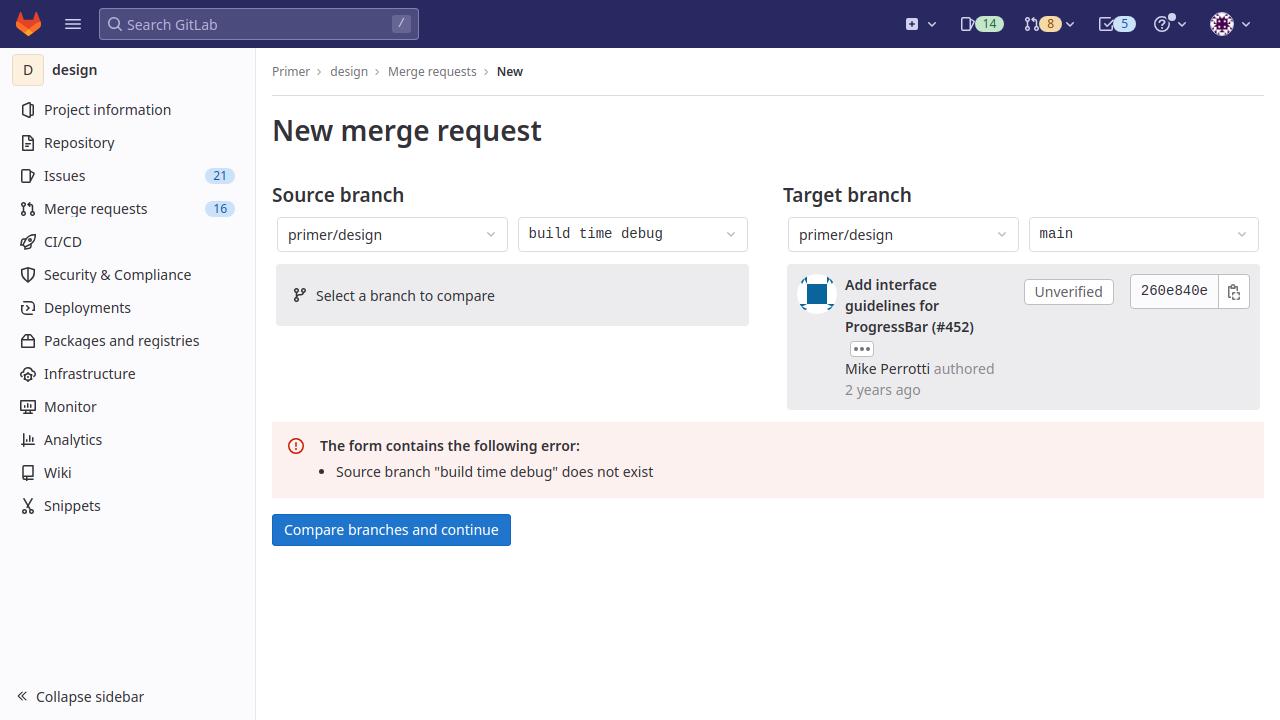 Search GitLab
/
14
8
5
D
design
Project information
Repository
Issues
21
Merge requests
16
CI/CD
Security & Compliance
Deployments
Packages and registries
Infrastructure
Monitor
Analytics
Wiki
Snippets
Collapse sidebar
Primer
design
Merge requests
New
New merge request
Source branch
primer/design
build time debug
Select a branch to compare
Target branch
primer/design
main
Add interface
guidelines for
ProgressBar (#452)
Mike Perrotti authored
2 years ago
Unverified
260e840e
The form contains the following error:
Source branch "build time debug" does not exist
Compare branches and continue